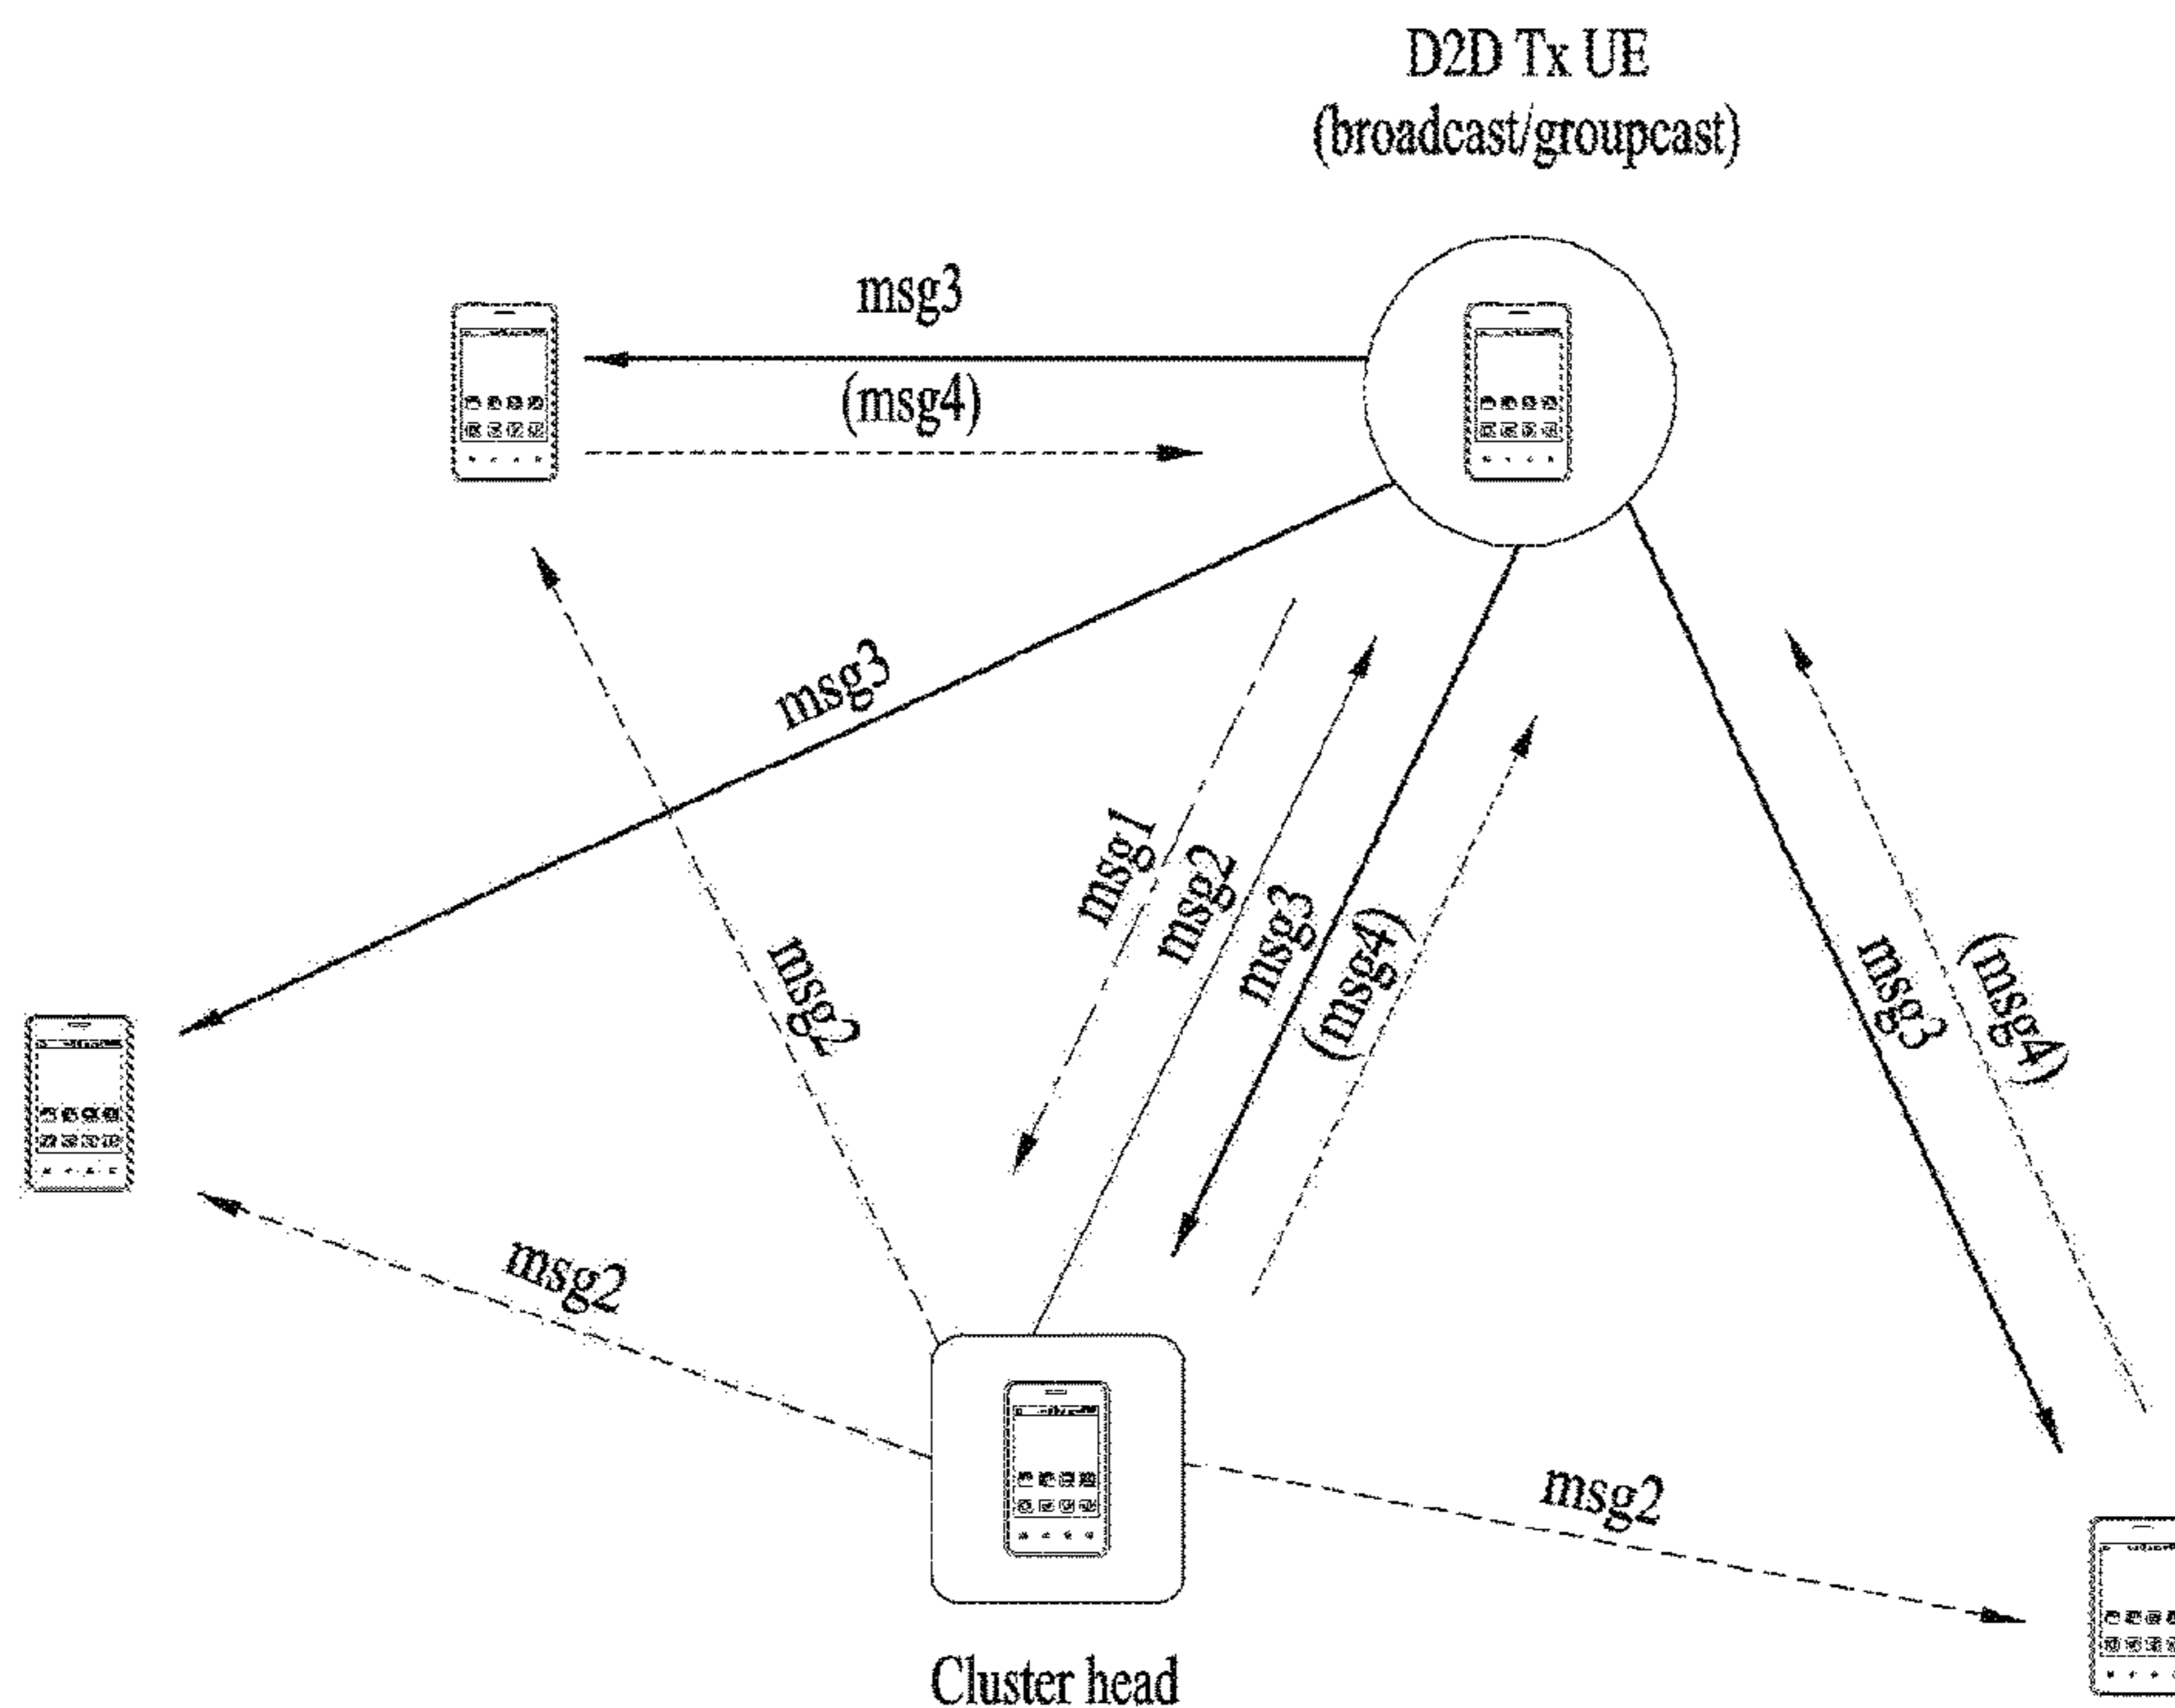 D2D Tx UE
(broadcast/groupcast)
msg3
(msg4)
msg3
msg1
msg2
msg3
(msg4)
msg3
(msg4)
msg2
msg2
msg2
Cluster head